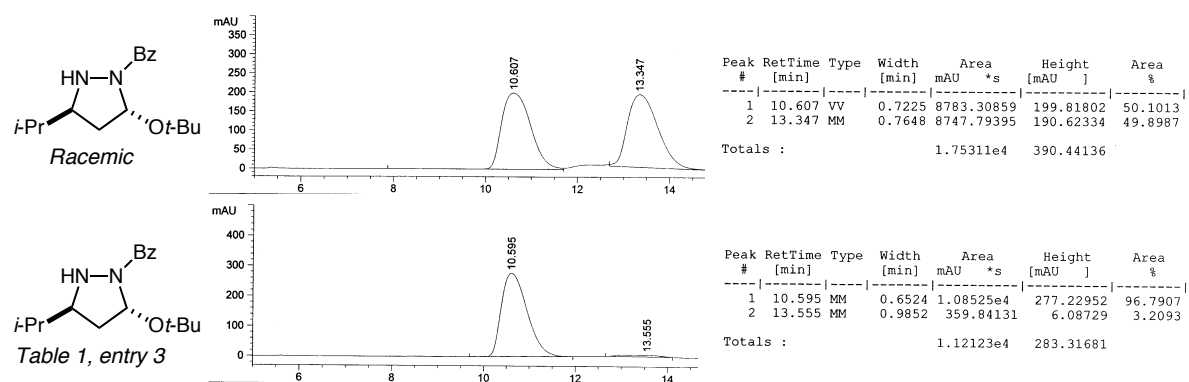 Bz
HN N
i-Pr
Ot-Bu
Racemic
mAU
350
300
250
200
150
100
50
0
10.607
13.347
6 8 10 12 14
Peak RetTime Type Width Area Height Area
# [min] [min] mAU *s [mAU ] %
----|-------|----|-------|----------|----------|--------|
1 10.607 VV 0.7225 8783.30859 199.81802 50.1013
2 13.347 MM 0.7648 8747.79395 190.62334 49.8987
Totals : 1.75311e4 390.44136
Bz
HN N
i-Pr
Ot-Bu
Table 1, entry 3
mAU
400
300
200
100
0
10.595
13.555
6 8 10 12 14
Peak RetTime Type Width Area Height Area
# [min] [min] mAU *s [mAU ] %
----|-------|----|-------|----------|----------|--------|
1 10.595 MM 0.6524 1.08525e4 277.22952 96.7907
2 13.555 MM 0.9852 359.84131 6.08729 3.2093
Totals : 1.12123e4 283.31681